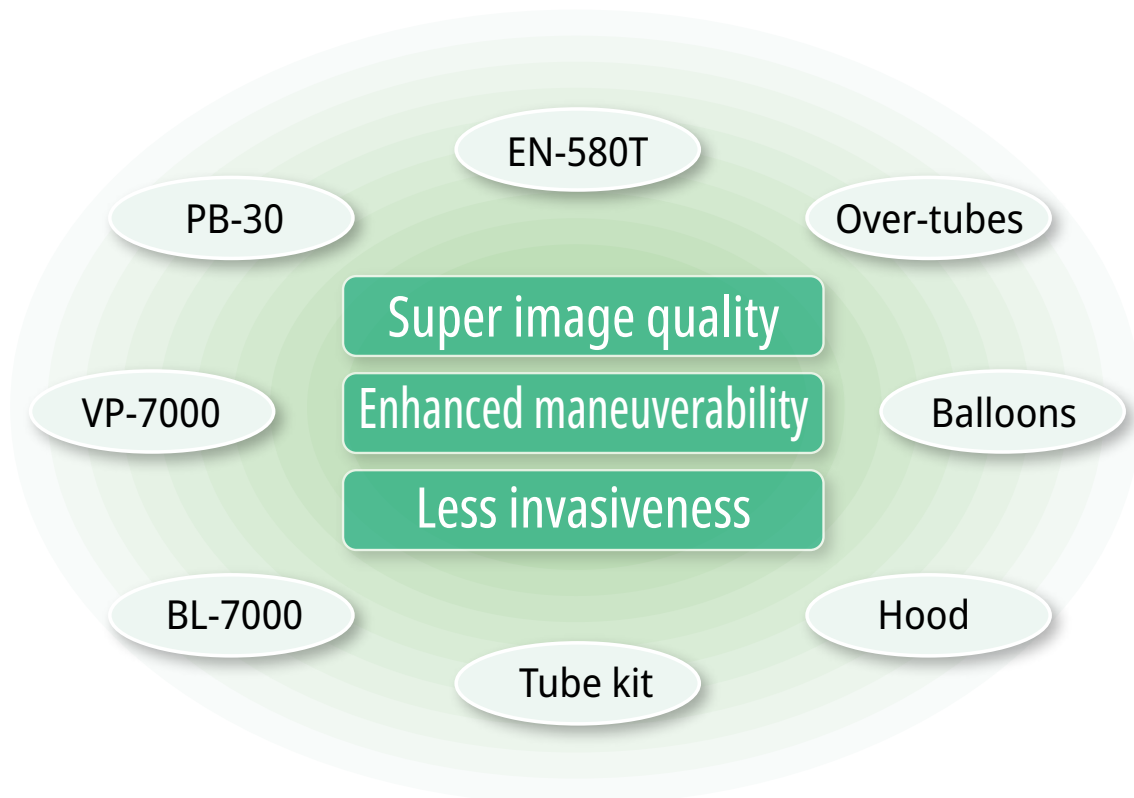 EN-580T
PB-30
Over-tubes
Super image quality
Enhanced maneuverability
VP-7000
Balloons
Less invasiveness
BL-7000
Hood
Tube kit